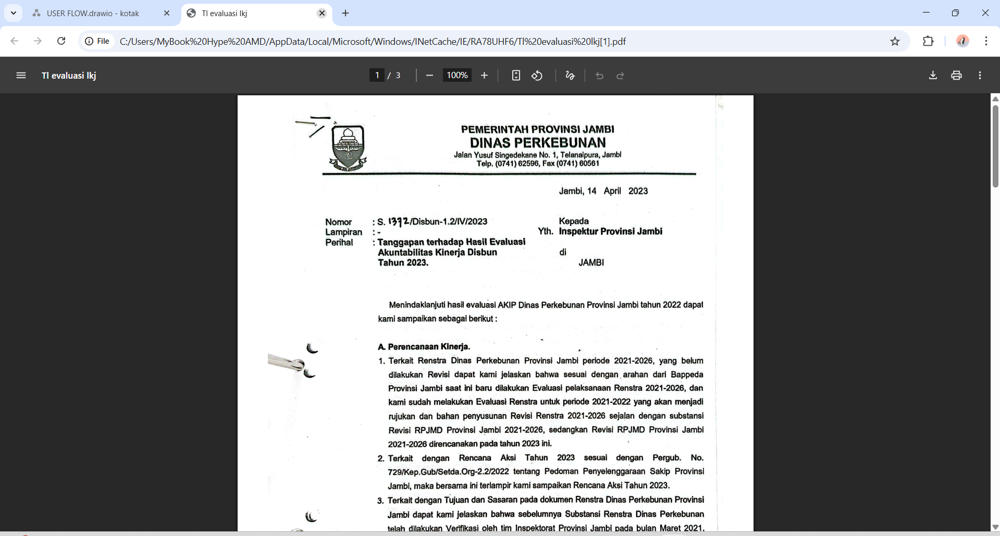 USER FLOW.drawio - kotak
Tl evaluasi lkj
File
C:/Users/MyBook%20Hype%20AMD/AppData/Local/Microsoft/Windows/INetCache/IE/RA78UHF6/Tl%20evaluasi%20lkj[1].pdf
Tl evaluasi lkj
1 / 3
100%
PEMERINTAH PROVINSI JAMBI
DINAS PERKEBUNAN
Jalan Yusuf Singedekane No. 1, Telanaipura, Jambi
Telp. (0741) 62596, Fax (0741) 60561
Jambi, 14 April 2023
Nomor : S. 1392/Disbun-1.2/IV/2023
Lampiran : -
Perihal : Tanggapan terhadap Hasil Evaluasi
Akuntabilitas Kinerja Disbun
Tahun 2023.
Kepada
Yth. Inspektur Provinsi Jambi
di
JAMBI
Menindaklanjuti hasil evaluasi AKIP Dinas Perkebunan Provinsi Jambi tahun 2022 dapat
kami sampaikan sebagai berikut :
A. Perencanaan Kinerja.
1. Terkait Renstra Dinas Perkebunan Provinsi Jambi periode 2021-2026, yang belum
dilakukan Revisi dapat kami jelaskan bahwa sesuai dengan arahan dari Bappeda
Provinsi Jambi saat ini baru dilakukan Evaluasi pelaksanaan Renstra 2021-2026, dan
kami sudah melakukan Evaluasi Renstra untuk periode 2021-2022 yang akan menjadi
rujukan dan bahan penyusunan Revisi Renstra 2021-2026 sejalan dengan substansi
Revisi RPJMD Provinsi Jambi 2021-2026, sedangkan Revisi RPJMD Provinsi Jambi
2021-2026 direncanakan pada tahun 2023 ini.
2. Terkait dengan Rencana Aksi Tahun 2023 sesuai dengan Pergub. No.
729/Kep.Gub/Setda.Org-2.2/2022 tentang Pedoman Penyelenggaraan Sakip Provinsi
Jambi, maka bersama ini terlampir kami sampaikan Rencana Aksi Tahun 2023.
3. Terkait dengan Tujuan dan Sasaran pada dokumen Renstra Dinas Perkebunan Provinsi
Jambi dapat kami jelaskan bahwa sebelumnya Substansi Renstra Dinas Perkebunan
telah dilakukan Verifikasi oleh tim Inspektorat Provinsi Jambi pada bulan Maret 2021,